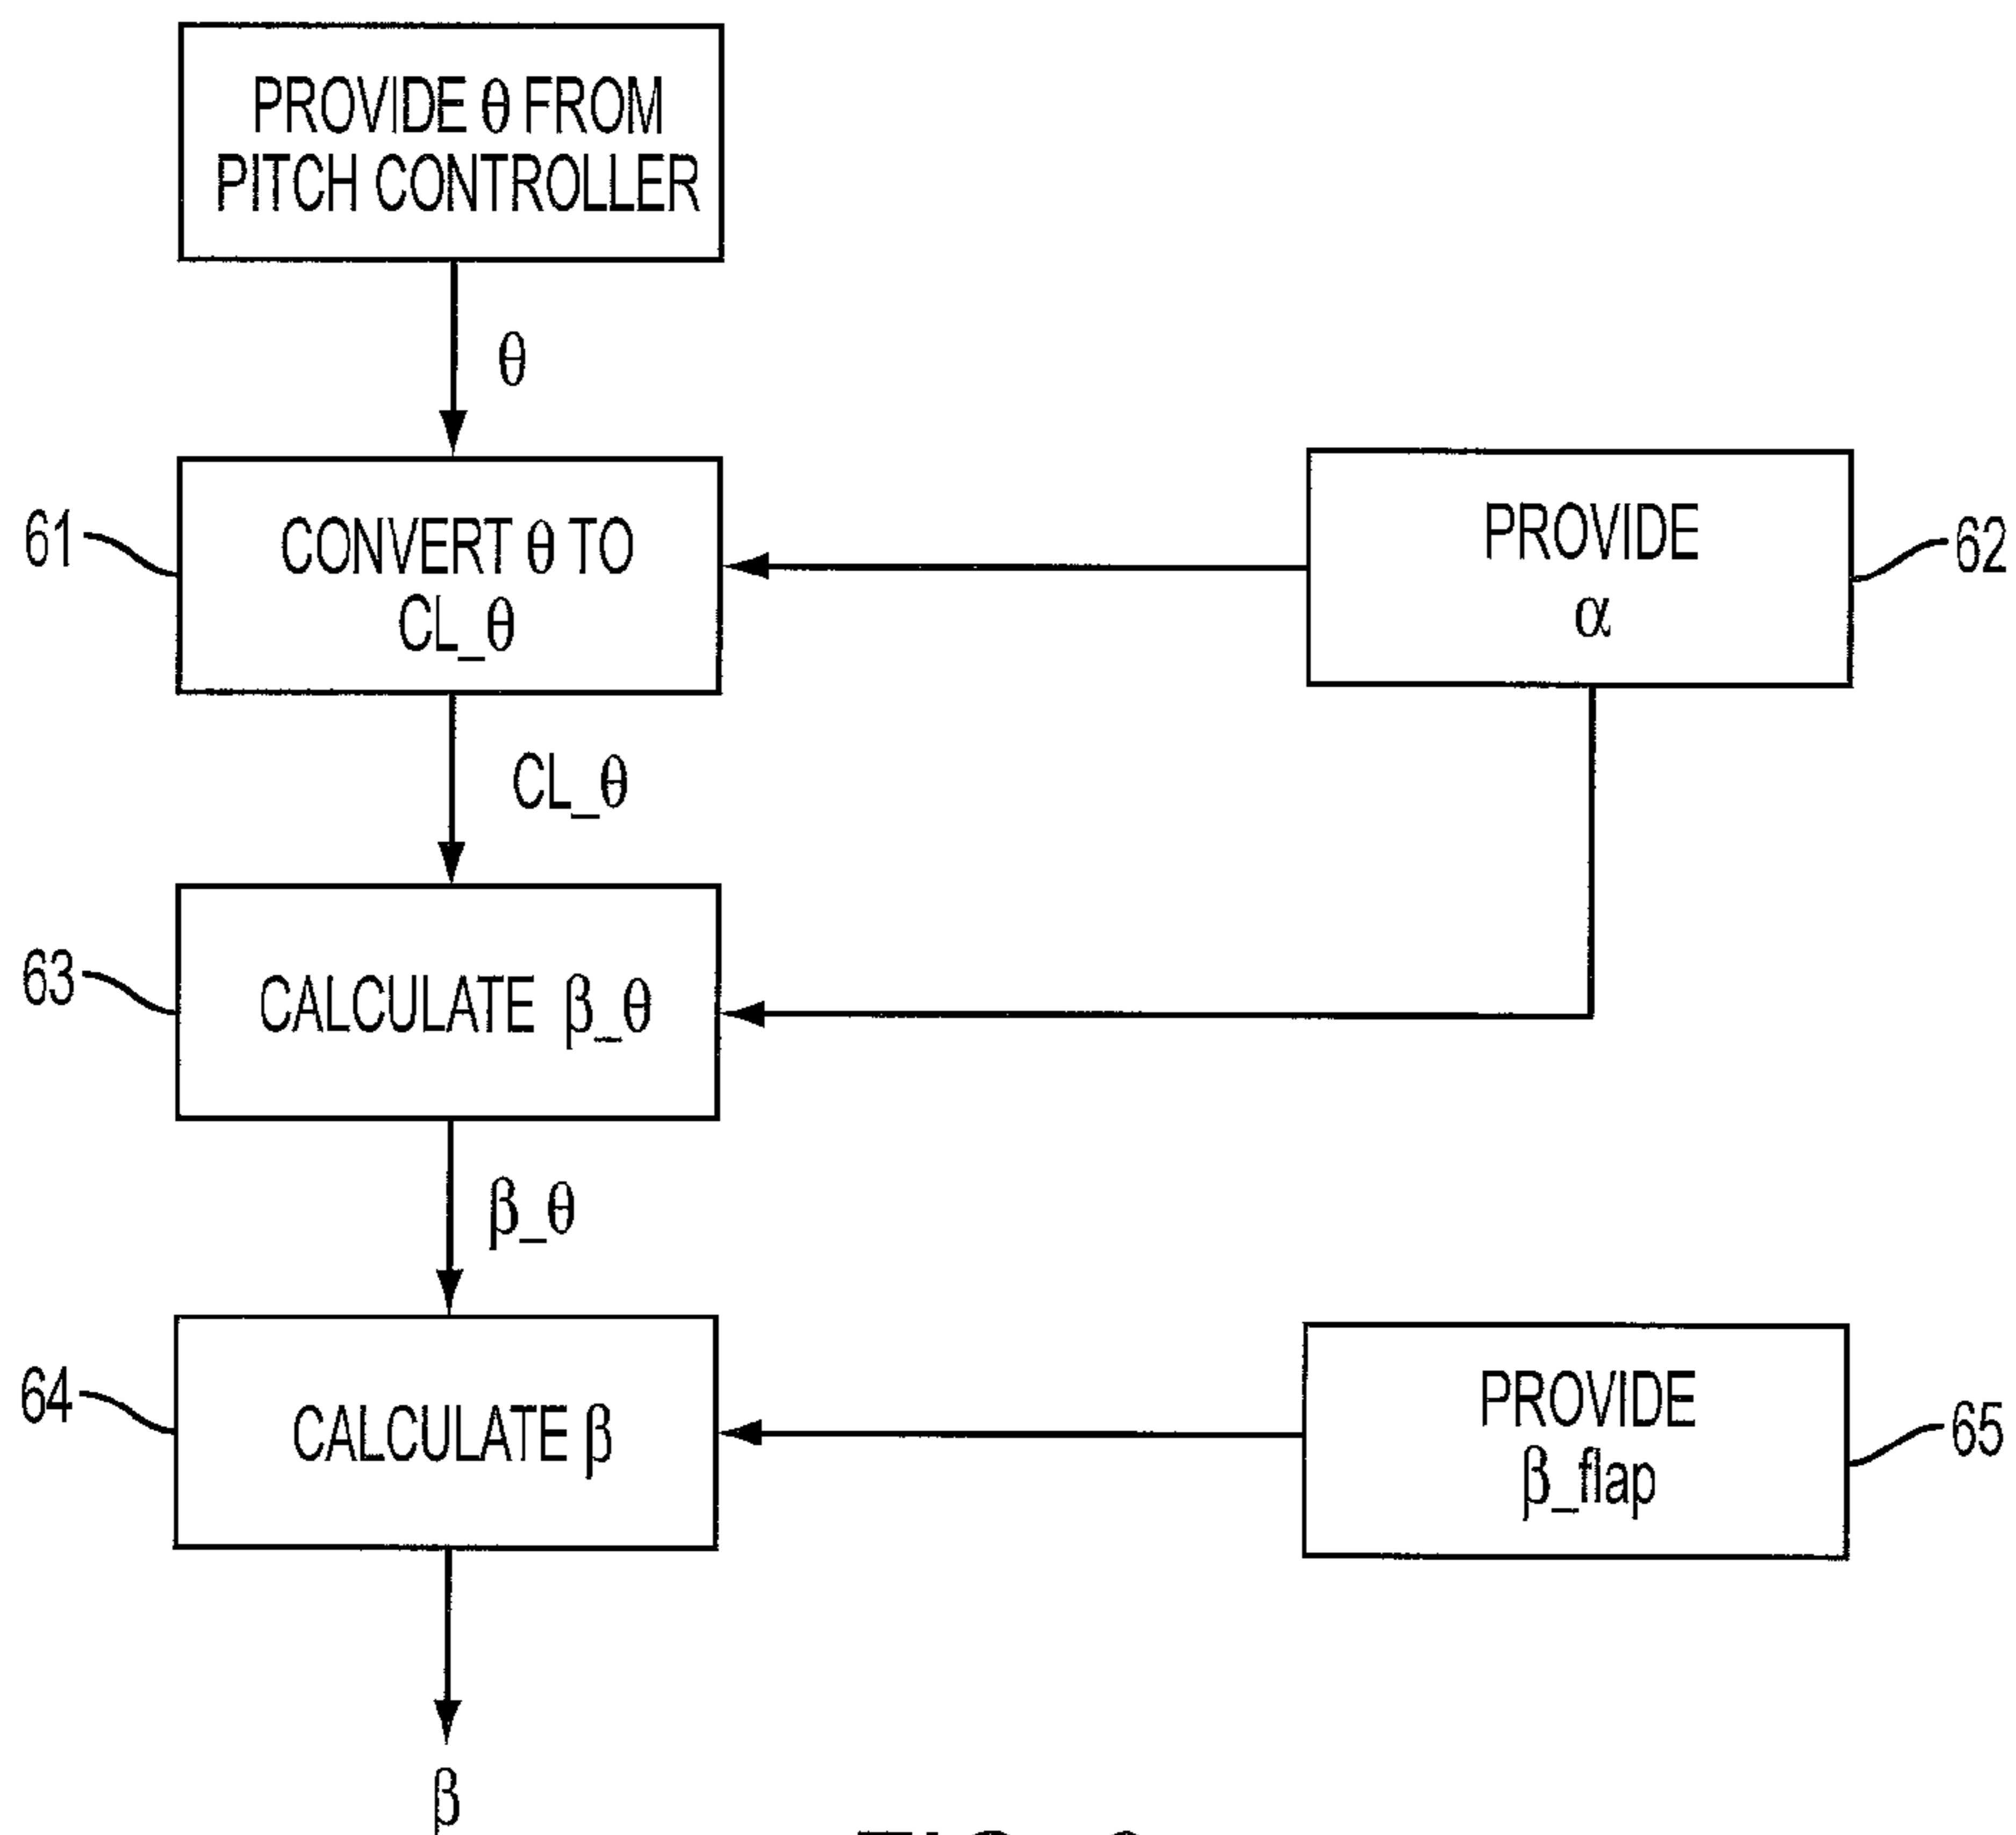 PROVIDE θ FROM
PITCH CONTROLLER
θ
61
CONVERT θ TO
CL_θ
PROVIDE
α
62
CL_θ
63
CALCULATE β_θ
β_θ
64
CALCULATE β
PROVIDE
β_flap
65
β